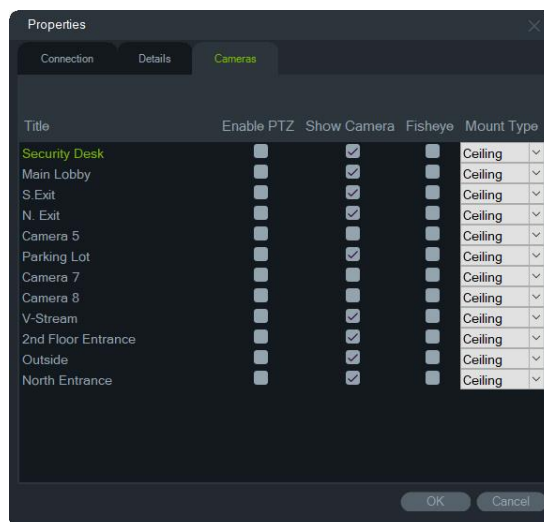 Properties
Connection Details Cameras
Title Enable PTZ Show Camera Fisheye Mount Type
Security Desk Ceiling
Main Lobby Ceiling
S.Exit Ceiling
N. Exit Ceiling
Camera 5 Ceiling
Parking Lot Ceiling
Camera 7 Ceiling
Camera 8 Ceiling
V-Stream Ceiling
2nd Floor Entrance Ceiling
Outside Ceiling
North Entrance Ceiling
OK Cancel